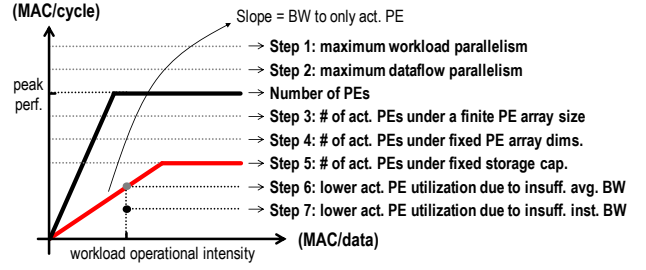 (MAC/cycle)
Slope = BW to only act. PE
Step 1: maximum workload parallelism
Step 2: maximum dataflow parallelism
peak
perf.
Number of PEs
Step 3: # of act. PEs under a finite PE array size
Step 4: # of act. PEs under fixed PE array dims.
Step 5: # of act. PEs under fixed storage cap.
Step 6: lower act. PE utilization due to insuff. avg. BW
Step 7: lower act. PE utilization due to insuff. inst. BW
(MAC/data)
workload operational intensity